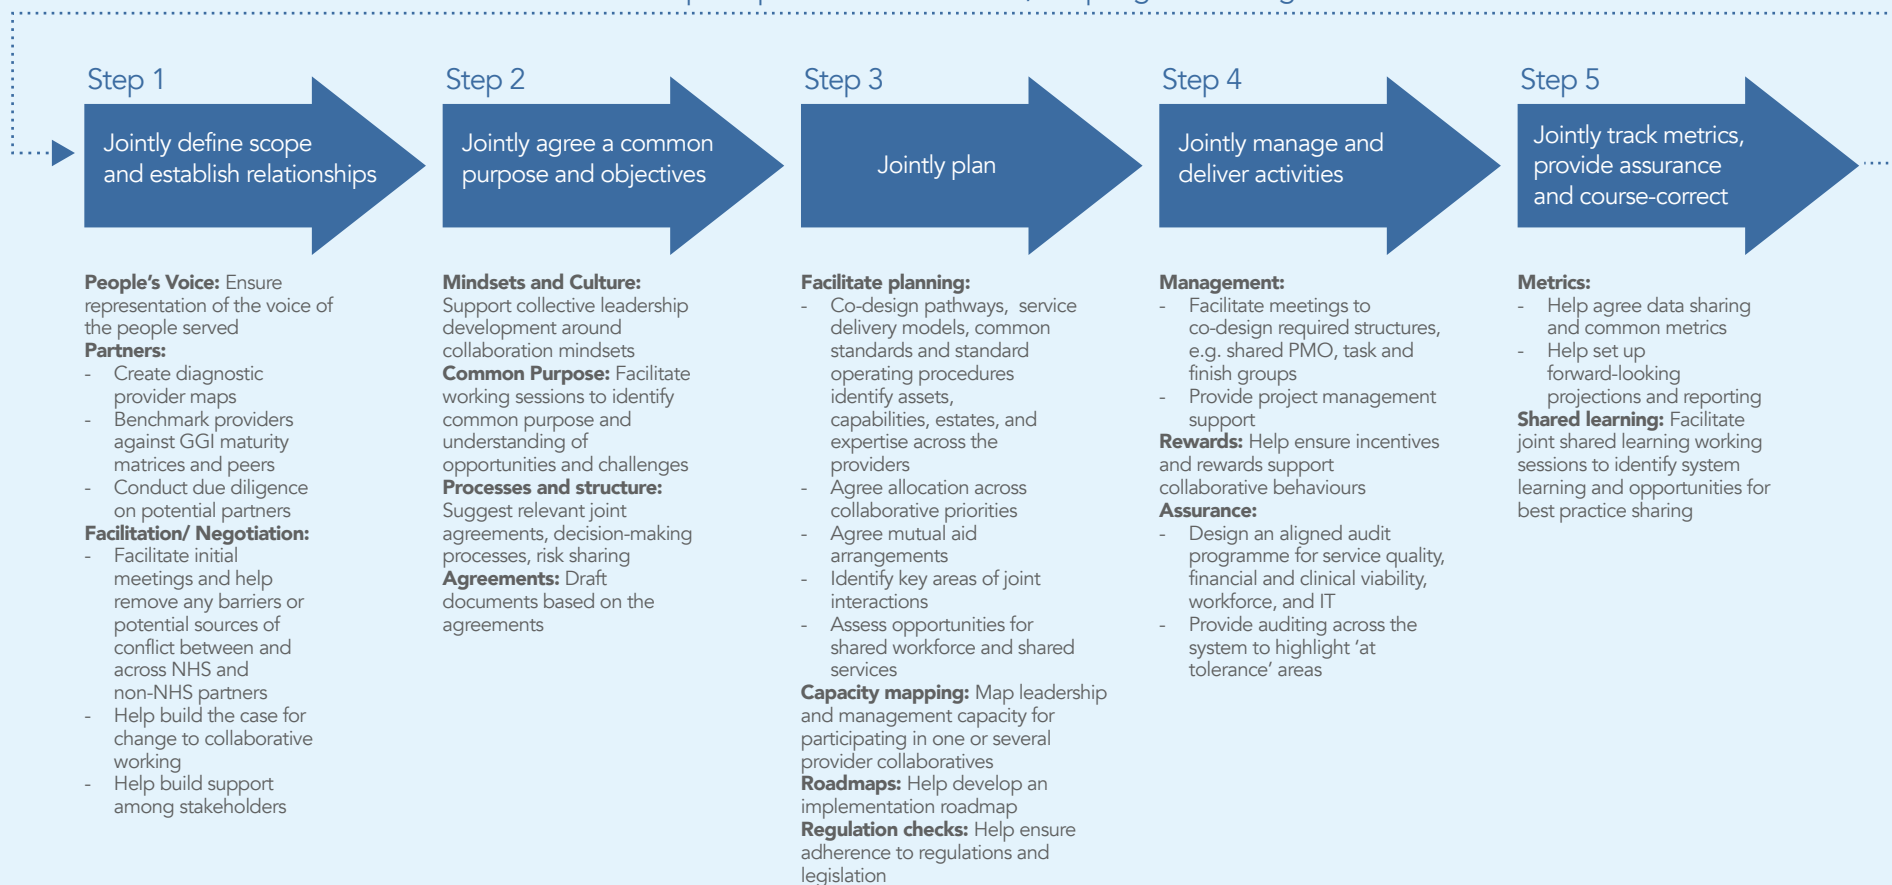 Step 1
Jointly define scope
and establish relationships
People's Voice: Ensure
representation of the voice of
the people served
Partners:
- Create diagnostic
provider maps
- Benchmark providers
against GGI maturity
matrices and peers
- Conduct due diligence
on potential partners
Facilitation/ Negotiation:
- Facilitate initial
meetings and help
remove any barriers or
potential sources of
conflict between and
across NHS and
non-NHS partners
- Help build the case for
change to collaborative
working
- Help build support
among stakeholders
Step 2
Jointly agree a common
purpose and objectives
Mindsets and Culture:
Support collective leadership
development around
collaboration mindsets
Common Purpose: Facilitate
working sessions to identify
common purpose and
understanding of
opportunities and challenges
Processes and structure:
Suggest relevant joint
agreements, decision-making
processes, risk sharing
Agreements: Draft
documents based on the
agreements
Step 3
Jointly plan
Facilitate planning:
- Co-design pathways, service
delivery models, common
standards and standard
operating procedures
identify assets,
capabilities, estates, and
expertise across the
providers
- Agree allocation across
collaborative priorities
- Agree mutual aid
arrangements
- Identify key areas of joint
interactions
- Assess opportunities for
shared workforce and shared
services
Capacity mapping: Map leadership
and management capacity for
participating in one or several
provider collaboratives
Roadmaps: Help develop an
implementation roadmap
Regulation checks: Help ensure
adherence to regulations and
legislation
Step 4
Jointly manage and
deliver activities
Management:
- Facilitate meetings to
co-design required structures,
e.g. shared PMO, task and
finish groups
- Provide project management
support
Rewards: Help ensure incentives
and rewards support
collaborative behaviours
Assurance:
- Design an aligned audit
programme for service quality,
financial and clinical viability,
workforce, and IT
- Provide auditing across the
system to highlight 'at
tolerance' areas
Step 5
Jointly track metrics,
provide assurance
and course-correct
Metrics:
- Help agree data sharing
and common metrics
- Help set up
forward-looking
projections and reporting
Shared learning: Facilitate
joint shared learning working
sessions to identify system
learning and opportunities for
best practice sharing